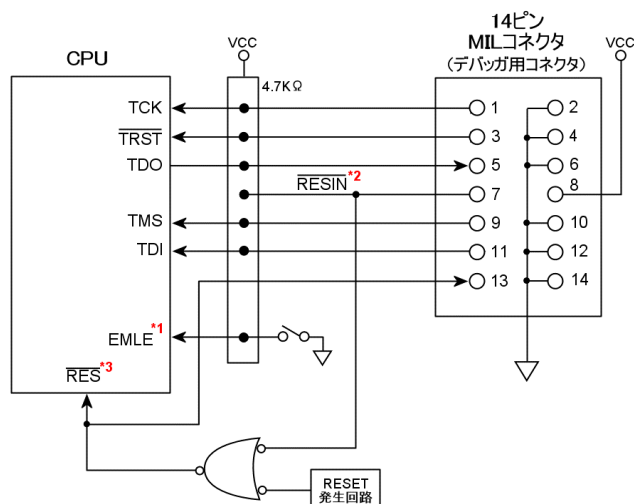 14ピン
MILコネクタ
(デバッガ用コネクタ)
VCC
VCC
CPU
4.7KΩ
TCK
1
2
TRST
3
4
TDO
5
6
RESIN*2
7
8
TMS
9
10
TDI
11
12
13
14
EMLE*1
RES*3
RESET
発生回路